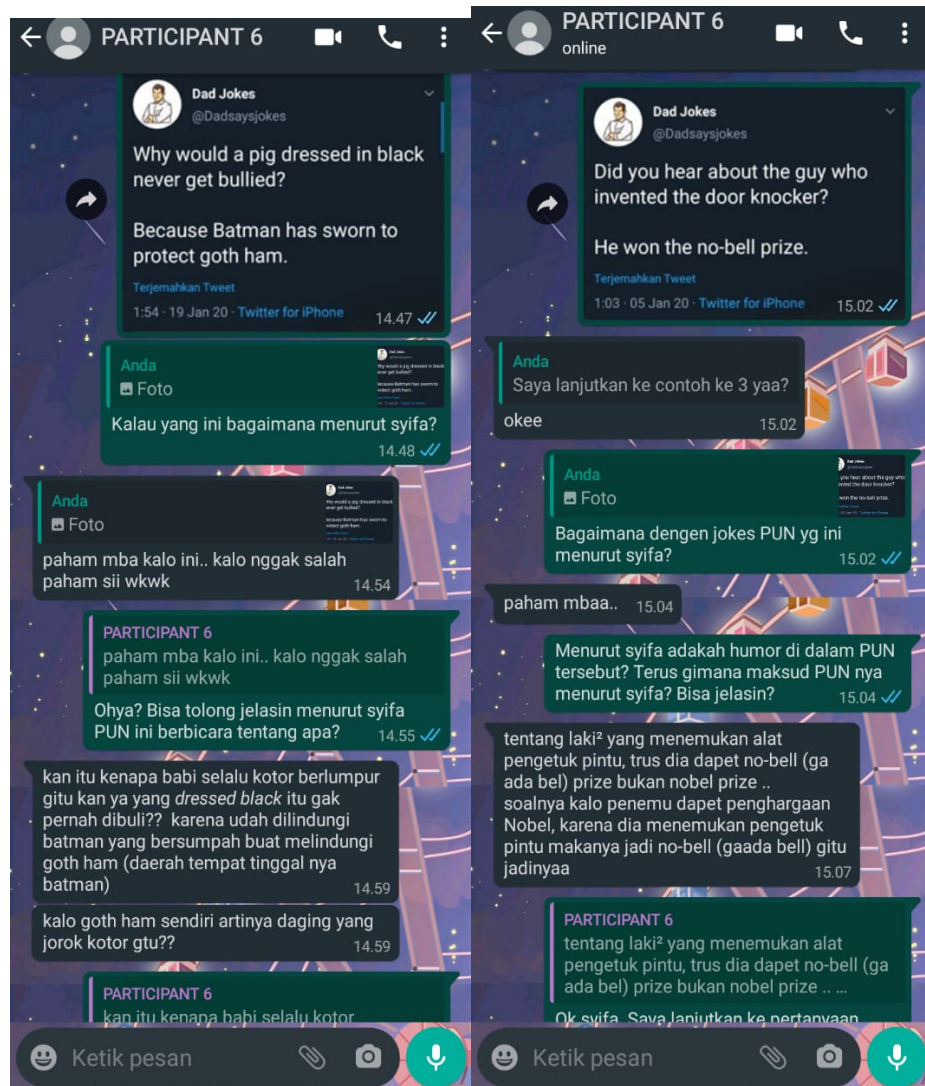 PARTICIPANT 6
Dad Jokes
@Dadsaysjokes
Why would a pig dressed in black
never get bullied?
Because Batman has sworn to
protect goth ham.
Terjemahkan Tweet
1:54 · 19 Jan 20 · Twitter for iPhone
14.47
Anda
Foto
Kalau yang ini bagaimana menurut syifa?
14.48
Anda
Foto
paham mba kalo ini.. kalo nggak salah
paham sii wkwk
14.54
PARTICIPANT 6
paham mba kalo ini.. kalo nggak salah
paham sii wkwk
Ohya? Bisa tolong jelasin menurut syifa
PUN ini berbicara tentang apa?
14.55
kan itu kenapa babi selalu kotor berlumpur
gitu kan ya yang dressed black itu gak
pernah dibuli?? karena udah dilindungi
batman yang bersumpah buat melindungi
goth ham (daerah tempat tinggal nya
batman)
14.59
kalo goth ham sendiri artinya daging yang
jorok kotor gtu??
14.59
PARTICIPANT 6
kan itu kenapa babi selalu kotor
Ketik pesan
PARTICIPANT 6
online
Dad Jokes
@Dadsaysjokes
Did you hear about the guy who
invented the door knocker?
He won the no-bell prize.
Terjemahkan Tweet
1:03 · 05 Jan 20 · Twitter for iPhone
15.02
Anda
Saya lanjutkan ke contoh ke 3 yaa?
okee
15.02
Anda
Foto
Bagaimana dengan jokes PUN yg ini
menurut syifa?
15.02
paham mbaa..
15.04
Menurut syifa adakah humor di dalam PUN
tersebut? Terus gimana maksud PUN nya
menurut syifa? Bisa jelasin?
15.04
tentang laki² yang menemukan alat
pengetuk pintu, trus dia dapet no-bell (ga
ada bel) prize bukan nobel prize ..
soalnya kalo penemu dapet penghargaan
Nobel, karena dia menemukan pengetuk
pintu makanya jadi no-bell (gaada bell) gitu
jadinyaa
15.07
PARTICIPANT 6
tentang laki² yang menemukan alat
pengetuk pintu, trus dia dapet no-bell (ga
ada bel) prize bukan nobel prize .. ...
Ok syifa. Saya lanjutkan ke pertanyaan
Ketik pesan